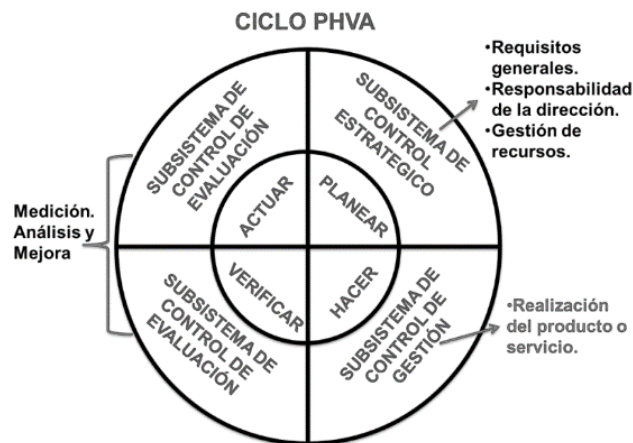 CICLO PHVA
SUBSISTEMA DE
CONTROL DE
EVALUACIÓN
SUBSISTEMA DE
CONTROL
ESTRATEGICO
•Requisitos
generales.
•Responsabilidad
de la dirección.
•Gestión de
recursos.
ACTUAR
PLANEAR
Medición.
Análisis y
Mejora
VERIFICAR
HACER
SUBSISTEMA DE
CONTROL DE
EVALUACIÓN
SUBSISTEMA DE
CONTROL DE
GESTIÓN
•Realización
del producto o
servicio.